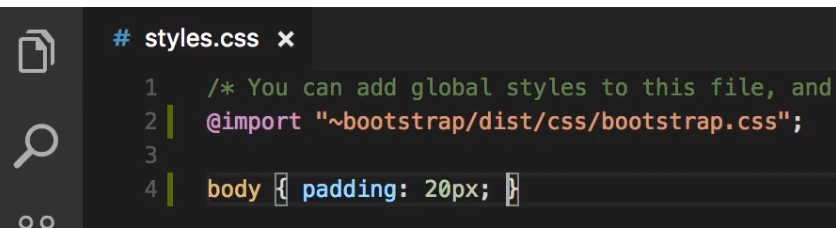 # styles.css ×
1 /* You can add global styles to this file, and
2 @import "~bootstrap/dist/css/bootstrap.css";
3
4 body { padding: 20px; }